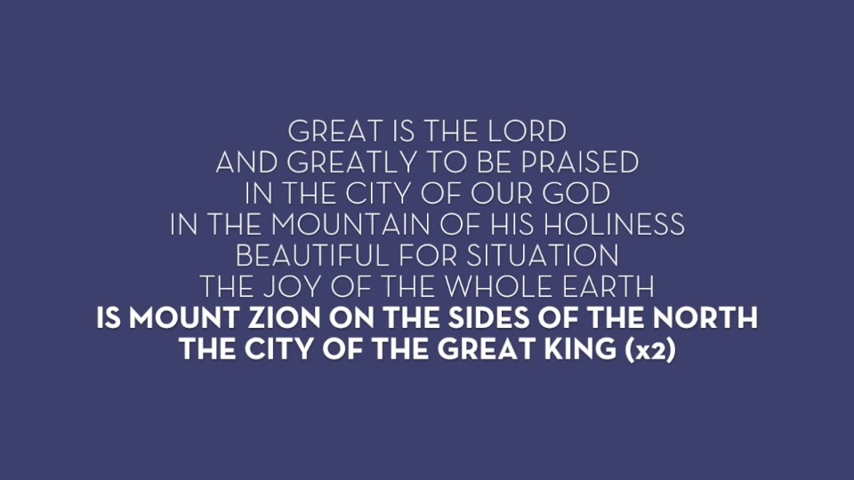 GREAT IS THE LORD
AND GREATLY TO BE PRAISED
IN THE CITY OF OUR GOD
IN THE MOUNTAIN OF HIS HOLINESS
BEAUTIFUL FOR SITUATION
THE JOY OF THE WHOLE EARTH
IS MOUNT ZION ON THE SIDES OF THE NORTH
THE CITY OF THE GREAT KING (x2)